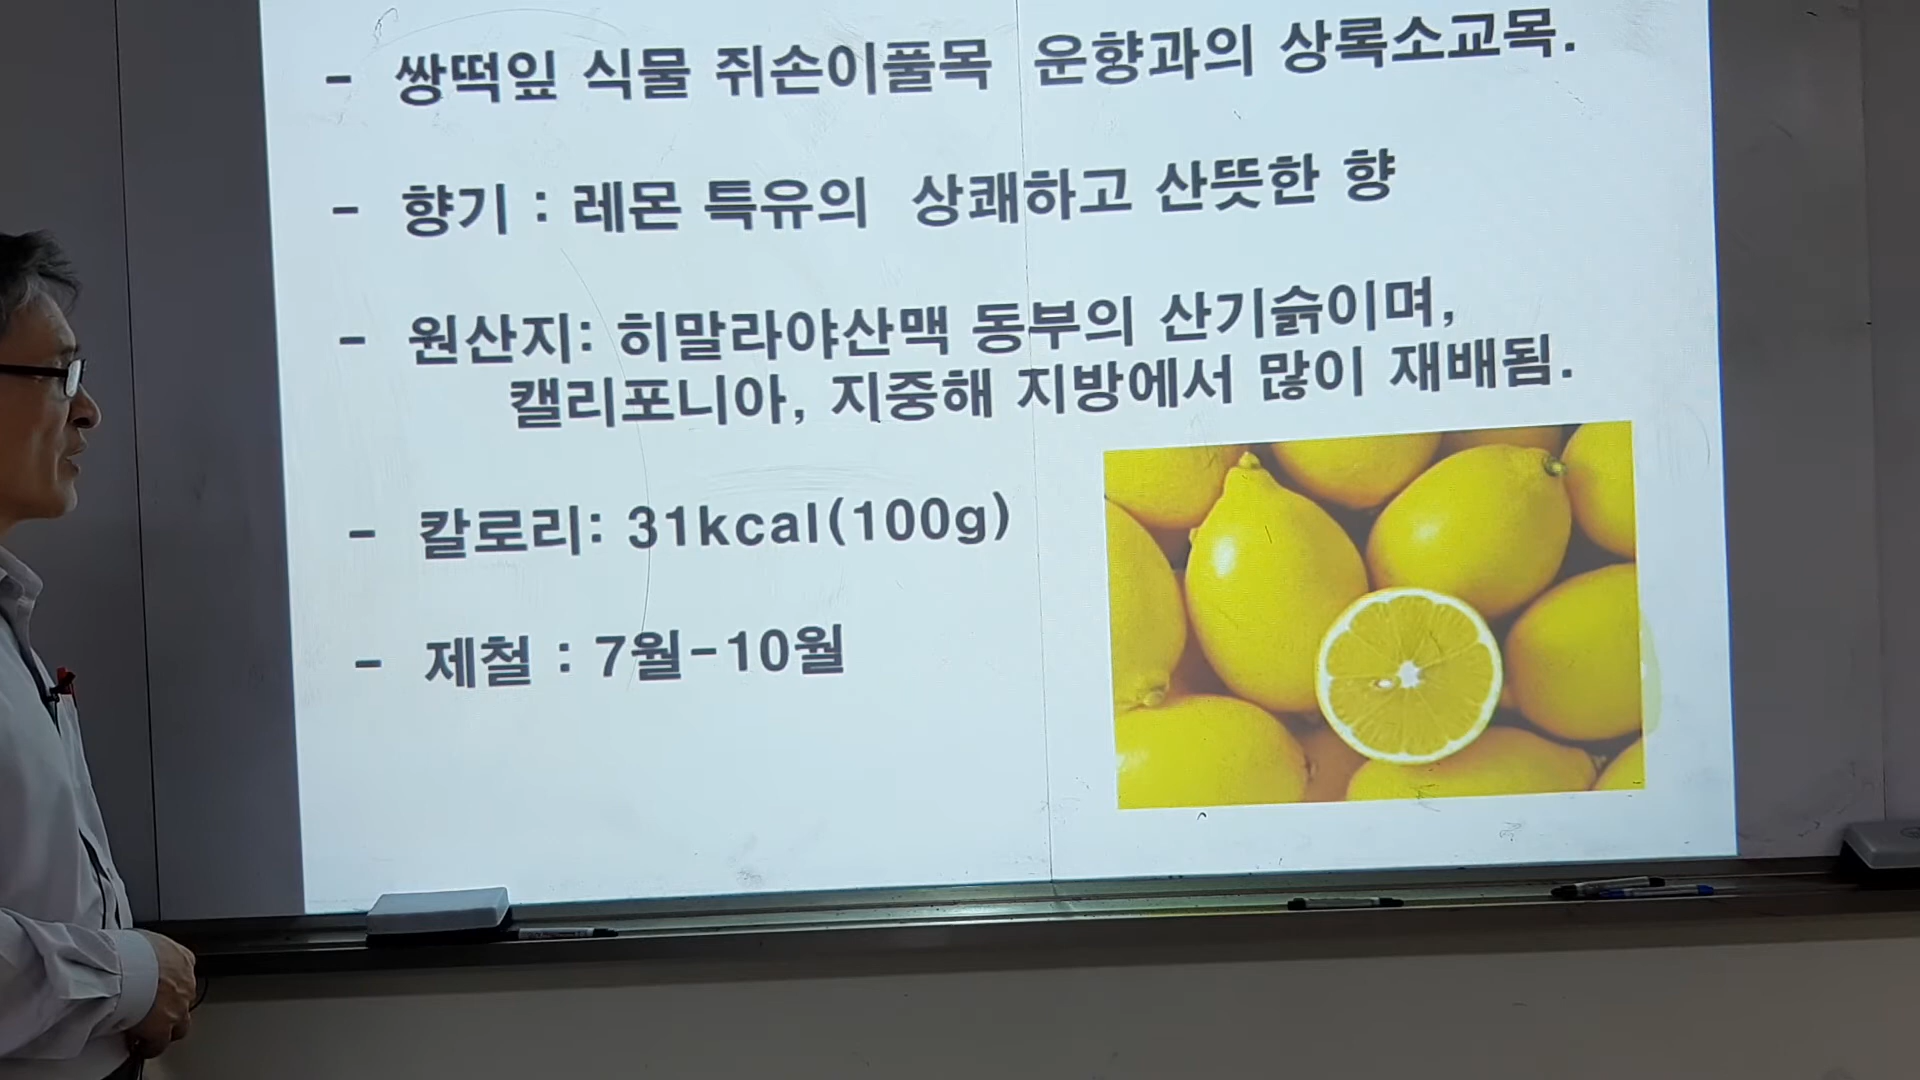 - 쌍떡잎 식물 쥐손이풀목 운향과의 상록소교목.
- 향기 : 레몬 특유의 상쾌하고 산뜻한 향
- 원산지: 히말라야산맥 동부의 산기슭이며,
캘리포니아, 지중해 지방에서 많이 재배됨.
- 칼로리: 31kcal(100g)
- 제철 : 7월-10월